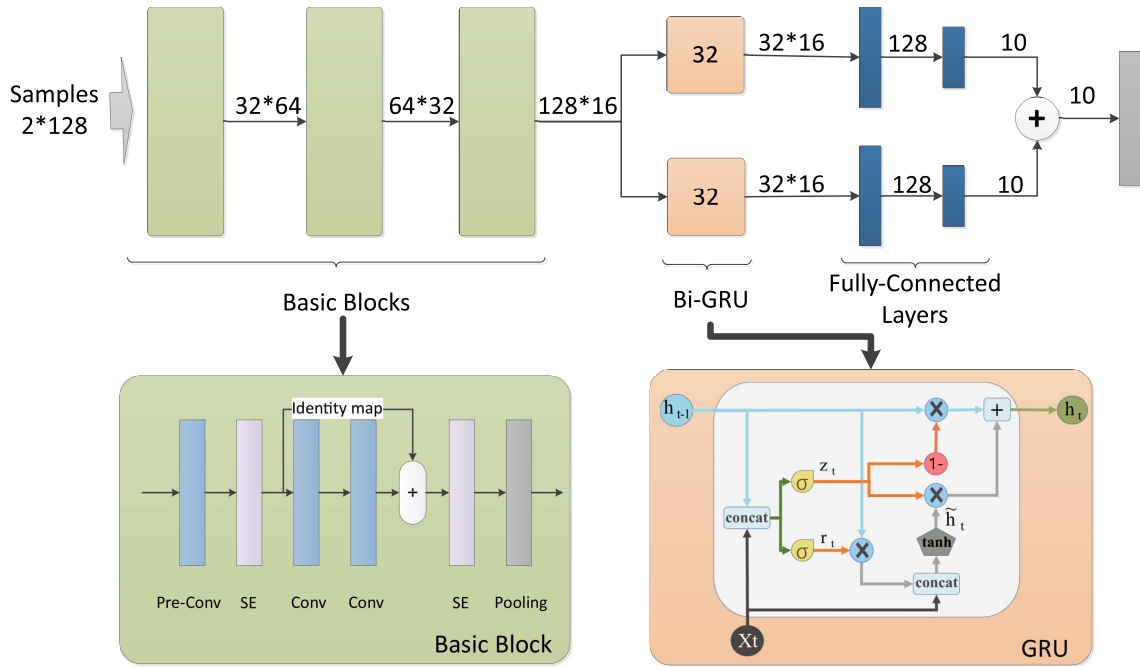 Samples
2*128
32*64
64*32
128*16
32
32*16
128
10
+
10
32
32*16
128
10
Basic Blocks
Bi-GRU
Fully-Connected
Layers
Identity map
+
Pre-Conv
SE
Conv
Conv
SE
Pooling
Basic Block
h t-1
×
+
h t
σ
z t
1-
×
concat
h̃ t
σ
r t
×
tanh
concat
Xt
GRU